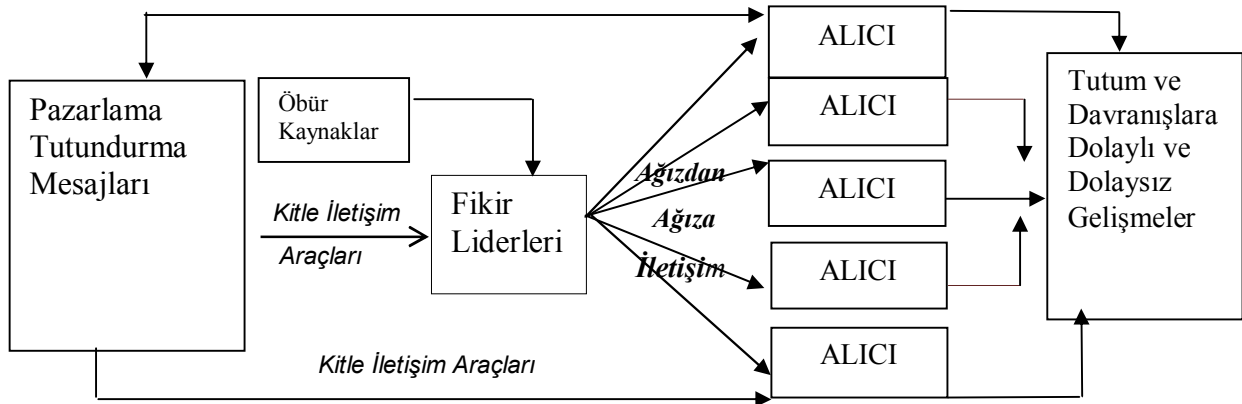 Pazarlama
Tutundurma
Mesajları
Öbür
Kaynaklar
Kitle İletişim
Araçları
Fikir
Liderleri
Ağızdan
Ağıza
İletişim
ALICI
ALICI
ALICI
ALICI
ALICI
Tutum ve
Davranışlara
Dolaylı ve
Dolaysız
Gelişmeler
Kitle İletişim Araçları